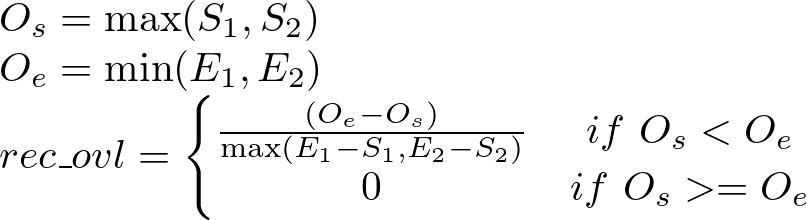 O_s = max(S_1, S_2)
O_e = min(E_1, E_2)
rec_ovl = { (O_e−O_s) / max(E_1−S_1,E_2−S_2) if O_s < O_e
0 if O_s >= O_e